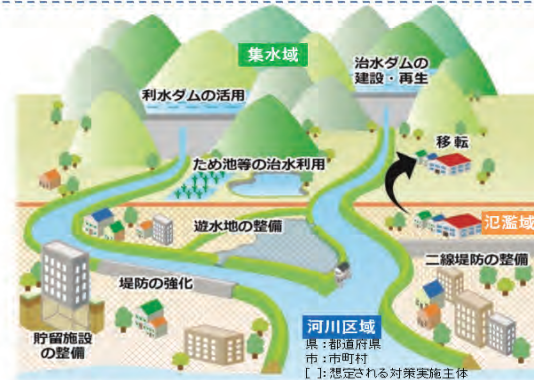 集水域
治水ダムの
建設・再生
利水ダムの活用
移転
ため池等の治水利用
氾濫域
遊水地の整備
二線堤防の整備
堤防の強化
貯留施設
の整備
河川区域
県：都道府県
市：市町村
[ ]：想定される対策実施主体